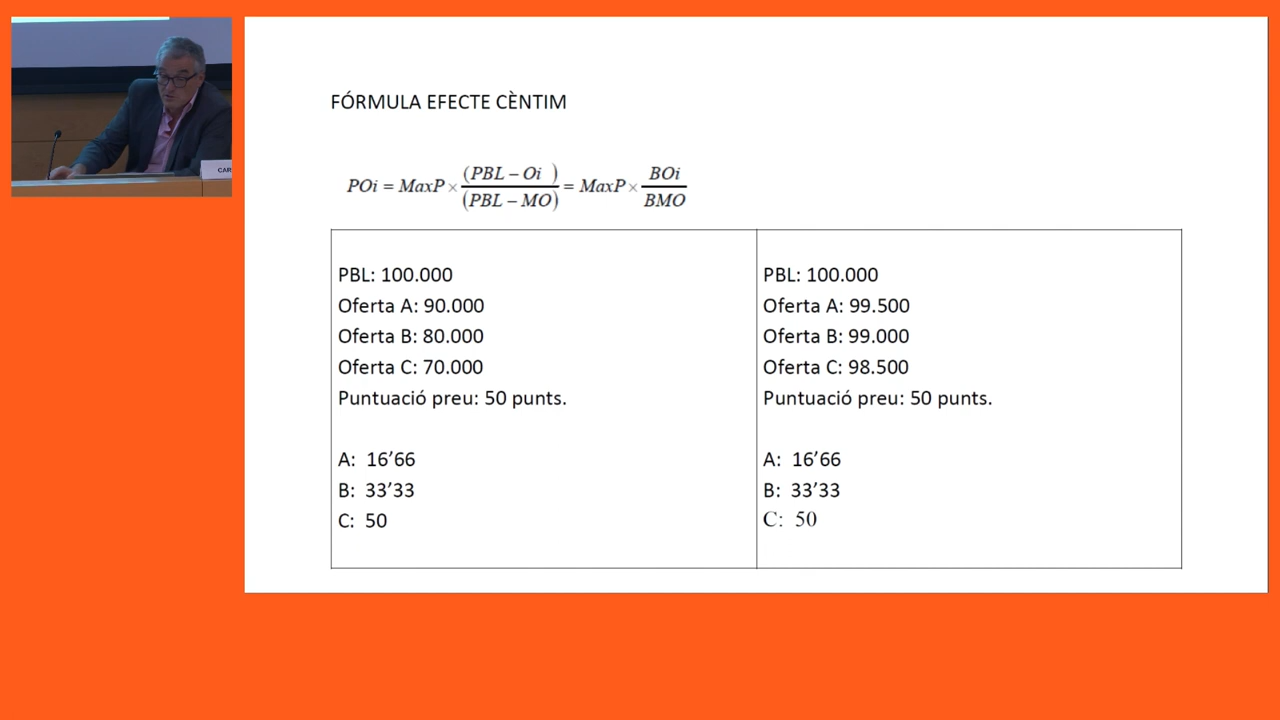 CAR
FÓRMULA EFECTE CÈNTIM
POi = MaxP × (PBL – Oi ) / (PBL – MO) = MaxP × BOi / BMO
PBL: 100.000
Oferta A: 90.000
Oferta B: 80.000
Oferta C: 70.000
Puntuació preu: 50 punts.
A: 16’66
B: 33’33
C: 50
PBL: 100.000
Oferta A: 99.500
Oferta B: 99.000
Oferta C: 98.500
Puntuació preu: 50 punts.
A: 16’66
B: 33’33
C: 50